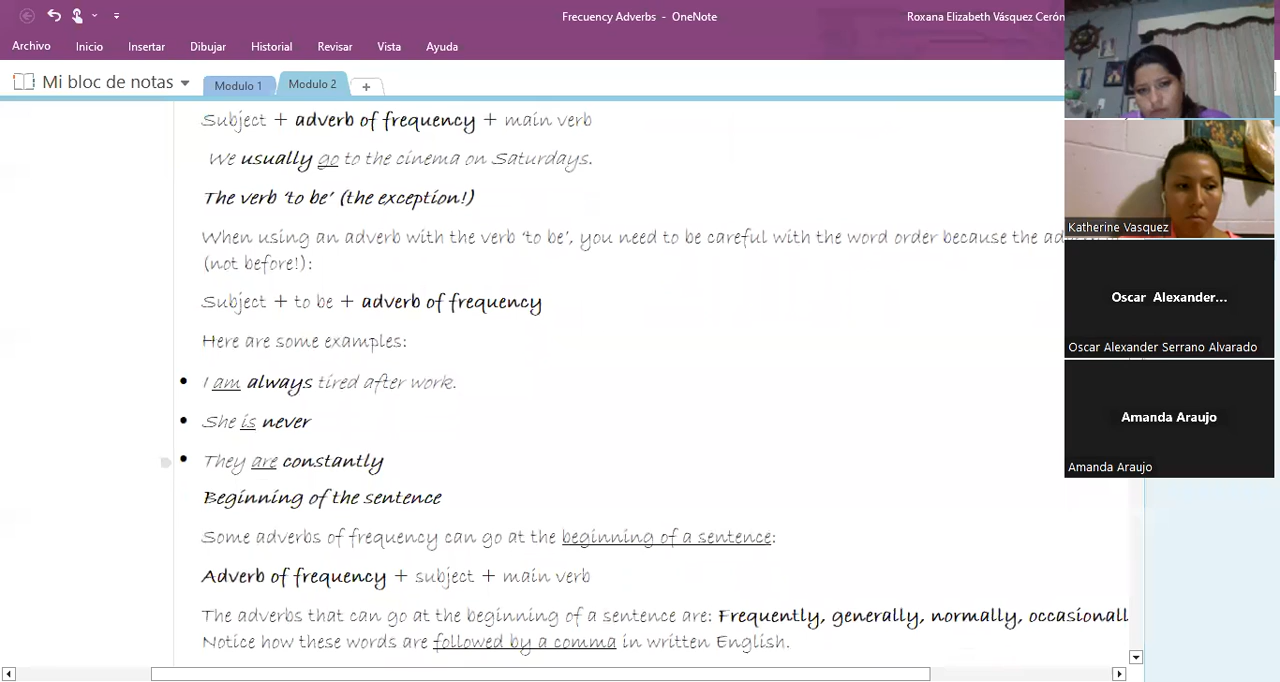 Frecuency Adverbs - OneNote
Roxana Elizabeth Vásquez Cerón
Archivo Inicio Insertar Dibujar Historial Revisar Vista Ayuda
Mi bloc de notas Modulo 1 Modulo 2 +
Subject + adverb of frequency + main verb
We usually go to the cinema on Saturdays.
The verb 'to be' (the exception!)
When using an adverb with the verb 'to be', you need to be careful with the word order because the
(not before!):
Subject + to be + adverb of frequency
Here are some examples:
• I am always tired after work.
• She is never
• They are constantly
Beginning of the sentence
Some adverbs of frequency can go at the beginning of a sentence:
Adverb of frequency + subject + main verb
The adverbs that can go at the beginning of a sentence are: Frequently, generally, normally, occasionall
Notice how these words are followed by a comma in written English.
Katherine Vasquez
Oscar Alexander...
Oscar Alexander Serrano Alvarado
Amanda Araujo
Amanda Araujo